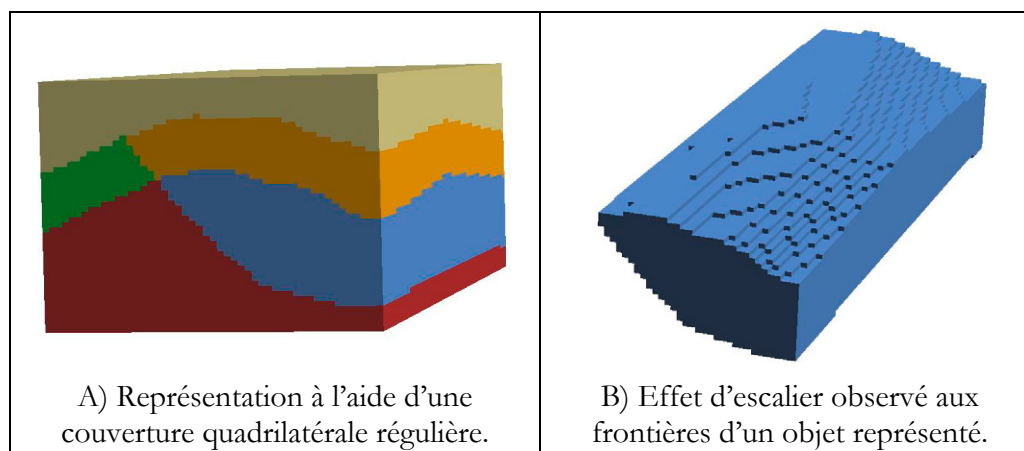 A) Représentation à l’aide d’une
couverture quadrilatérale régulière.
B) Effet d’escalier observé aux
frontières d’un objet représenté.